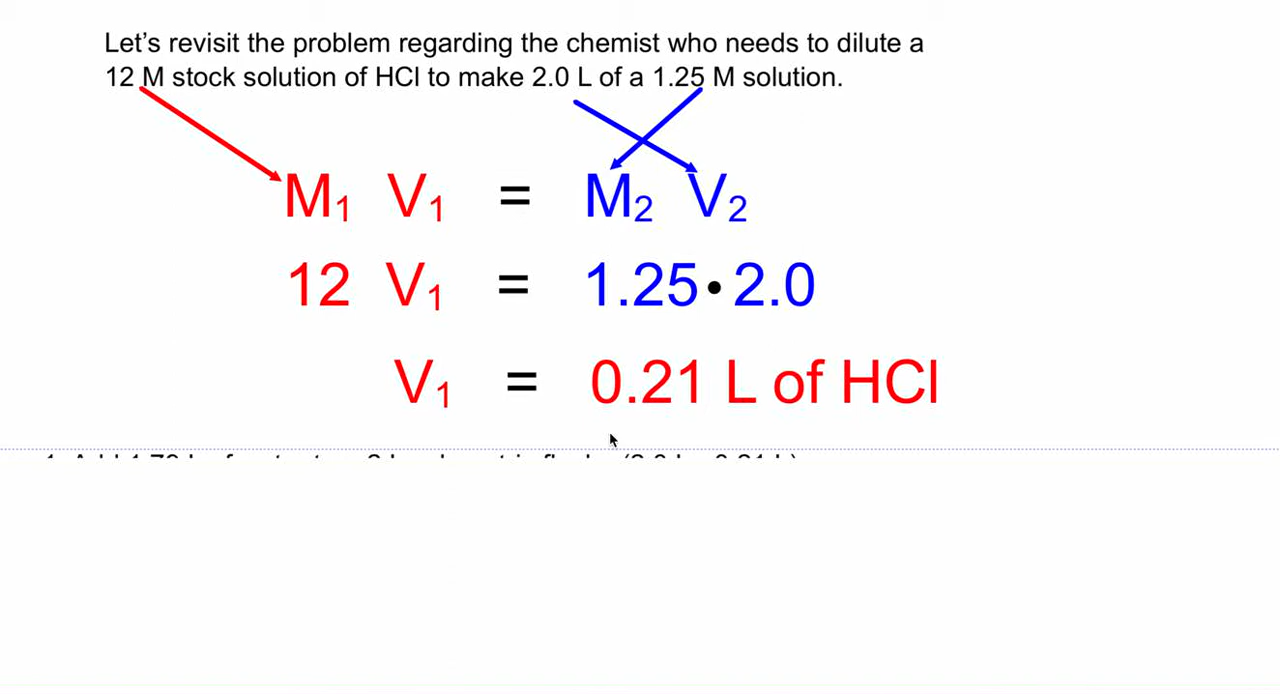 Let’s revisit the problem regarding the chemist who needs to dilute a
12 M stock solution of HCl to make 2.0 L of a 1.25 M solution.
M₁ V₁ = M₂ V₂
12 V₁ = 1.25•2.0
V₁ = 0.21 L of HCl